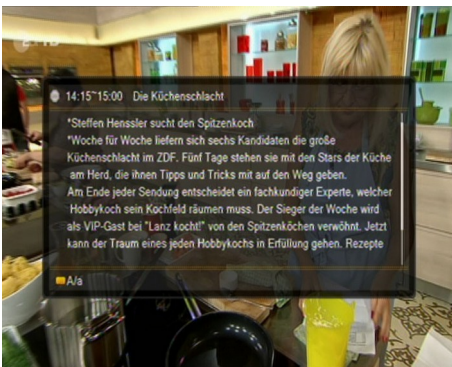 14:15~15:00 Die Küchenschlacht
*Steffen Henssler sucht den Spitzenkoch
*Woche für Woche liefern sich sechs Kandidaten die große
Küchenschlacht im ZDF. Fünf Tage stehen sie mit den Stars der Küche
am Herd, die ihnen Tipps und Tricks mit auf den Weg geben.
Am Ende jeder Sendung entscheidet ein fachkundiger Experte, welcher
Hobbykoch sein Kochfeld räumen muss. Der Sieger der Woche wird
als VIP-Gast bei "Lanz kocht!" von den Spitzenköchen verwöhnt. Jetzt
kann der Traum eines jeden Hobbykochs in Erfüllung gehen. Rezepte
A/a